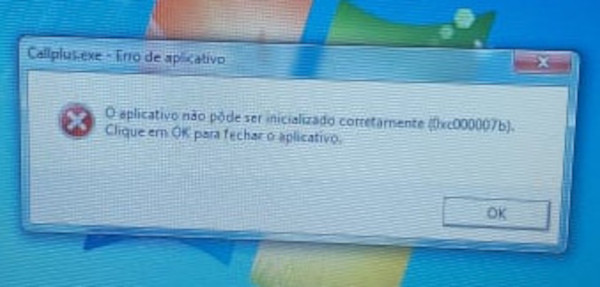 Callplus.exe - Erro de aplicativo
O aplicativo não pôde ser inicializado corretamente (0xc000007b).
Clique em OK para fechar o aplicativo.
OK